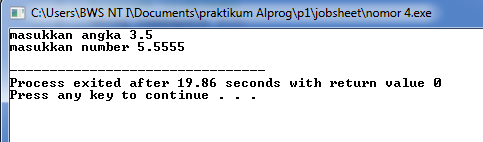 C:\Users\BWS NT I\Documents\praktikum Alprog\p1\jobsheet\nomor 4.exe
masukkan angka 3.5
masukkan number 5.5555
--------------------------------
Process exited after 19.86 seconds with return value 0
Press any key to continue . . .